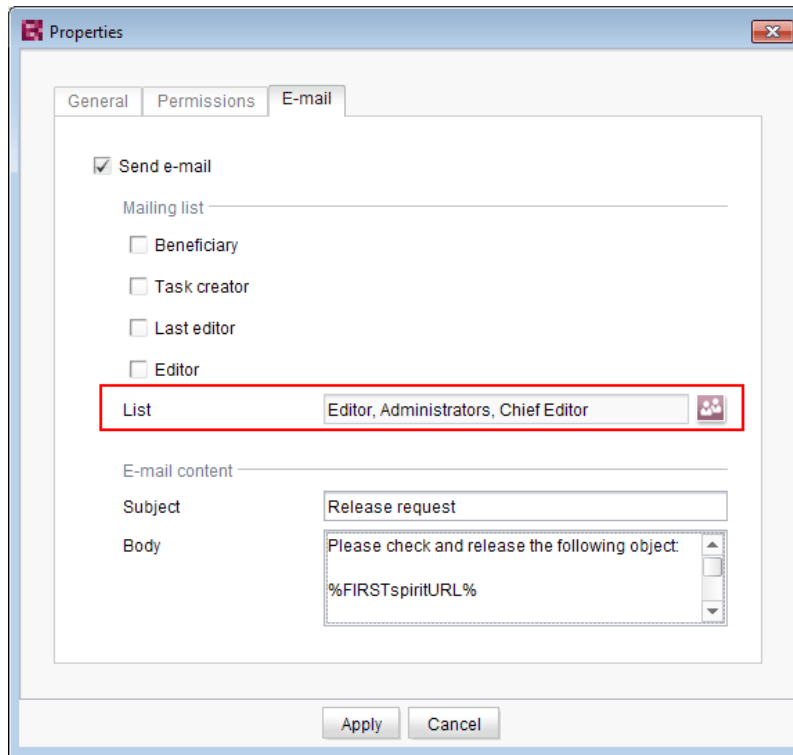 Properties
General Permissions E-mail
Send e-mail
Mailing list
Beneficiary
Task creator
Last editor
Editor
List Editor, Administrators, Chief Editor
E-mail content
Subject Release request
Body Please check and release the following object:
%FIRSTspiritURL%
Apply Cancel